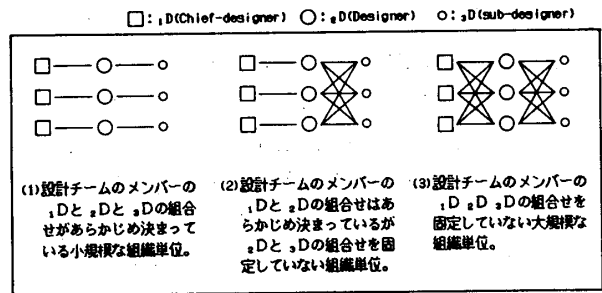 □:₁D(Chief-designer) ○:₂D(Designer) ○:₃D(sub-designer)
(1)設計チームのメンバーの
₁Dと ₂Dと ₃Dの組合
せがあらかじめ決まって
いる小規模な組織単位。
(2)設計チームのメンバーの
₁Dと ₂Dの組合せはあ
らかじめ決まっているが
₂Dと ₃Dの組合せを固
定していない組織単位。
(3)設計チームのメンバーの
₁D ₂D ₃Dの組合せを
固定していない大規模な
組織単位。